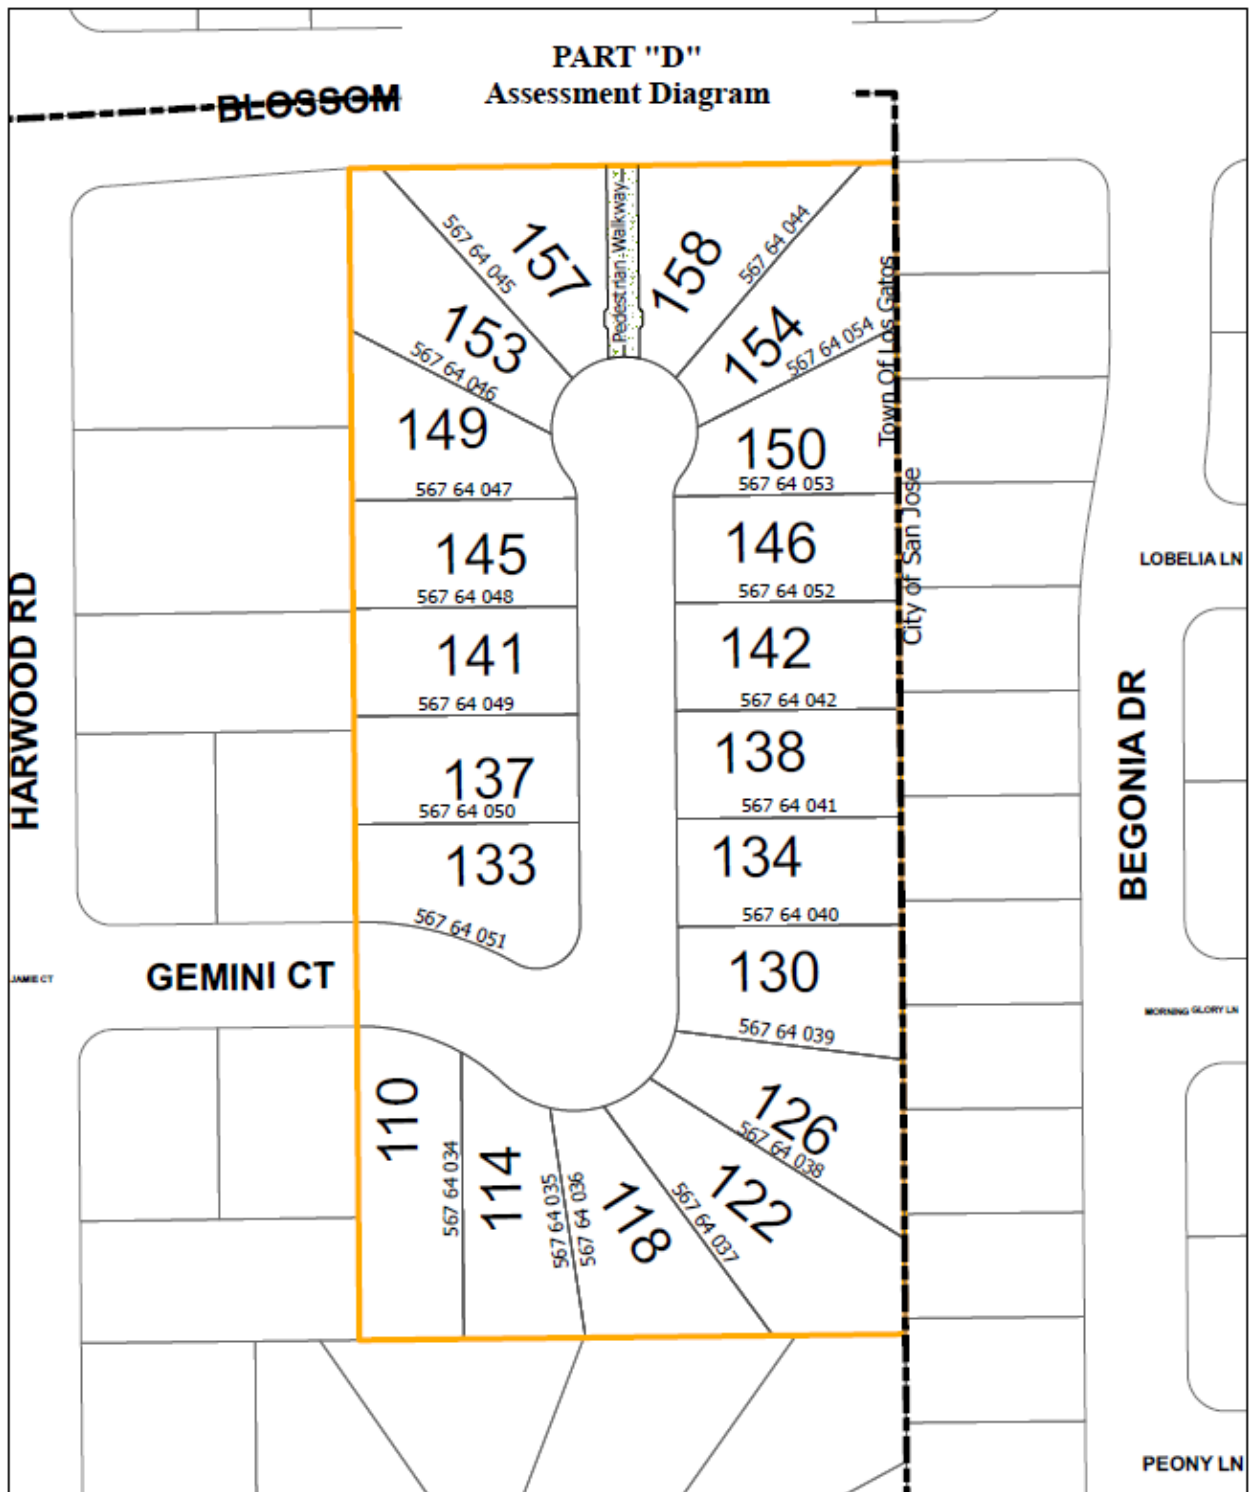 PART "D"
Assessment Diagram
BLOSSOM
Pedestrian Walkway
567 64 045
157
158
567 64 044
153
567 64 046
154
567 64 054
Town Of Los Gatos
City of San Jose
149
567 64 047
150
567 64 053
145
567 64 048
146
567 64 052
141
567 64 049
142
567 64 042
137
567 64 050
138
567 64 041
133
567 64 051
134
567 64 040
130
567 64 039
HARWOOD RD
LOBELIA LN
BEGONIA DR
JAMIE CT
GEMINI CT
MORNING GLORY LN
110
567 64 034
114
567 64 035
567 64 036
118
567 64 037
122
126
567 64 038
PEONY LN